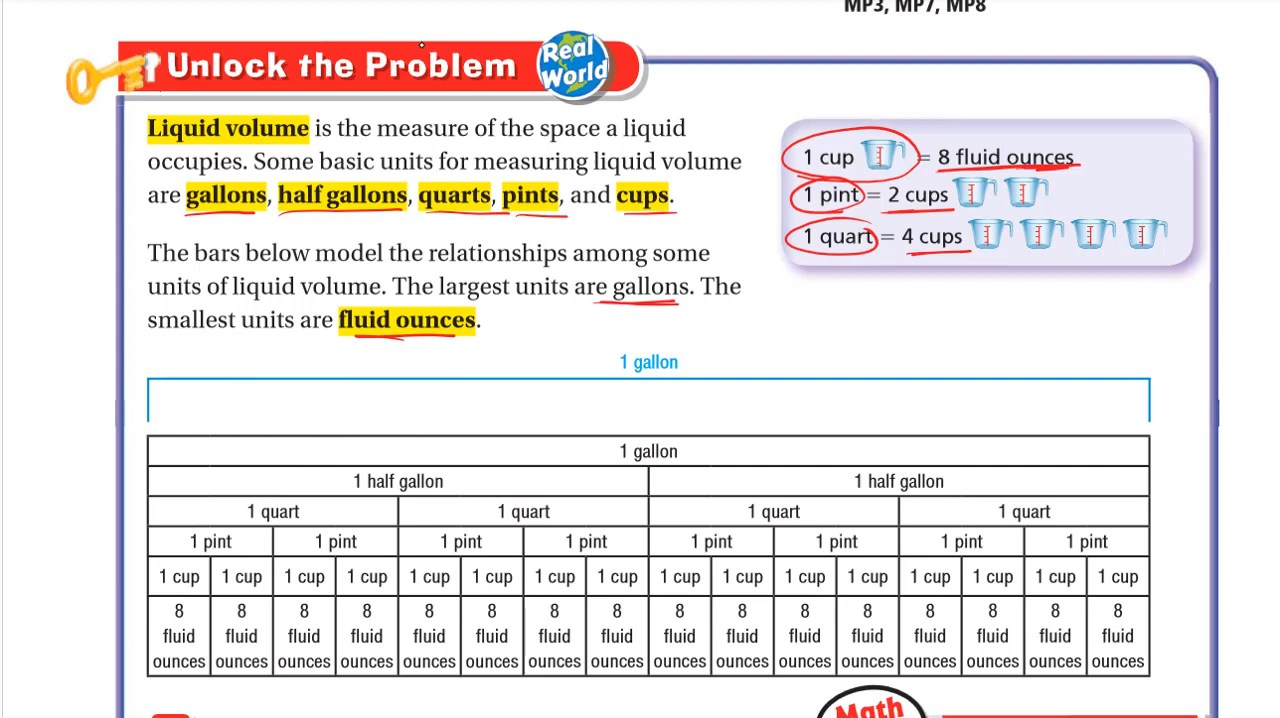 MP3, MP7, MP8
Unlock the Problem
Real
World
Liquid volume is the measure of the space a liquid
occupies. Some basic units for measuring liquid volume
are gallons, half gallons, quarts, pints, and cups.
The bars below model the relationships among some
units of liquid volume. The largest units are gallons. The
smallest units are fluid ounces.
1 cup = 8 fluid ounces
1 pint = 2 cups
1 quart = 4 cups
1 gallon
1 gallon
1 half gallon 1 half gallon
1 quart 1 quart 1 quart 1 quart
1 pint 1 pint 1 pint 1 pint 1 pint 1 pint 1 pint 1 pint
1 cup 1 cup 1 cup 1 cup 1 cup 1 cup 1 cup 1 cup 1 cup 1 cup 1 cup 1 cup 1 cup 1 cup 1 cup 1 cup
8 8 8 8 8 8 8 8 8 8 8 8 8 8 8 8
fluid fluid fluid fluid fluid fluid fluid fluid fluid fluid fluid fluid fluid fluid fluid fluid
ounces ounces ounces ounces ounces ounces ounces ounces ounces ounces ounces ounces ounces ounces ounces ounces
Math